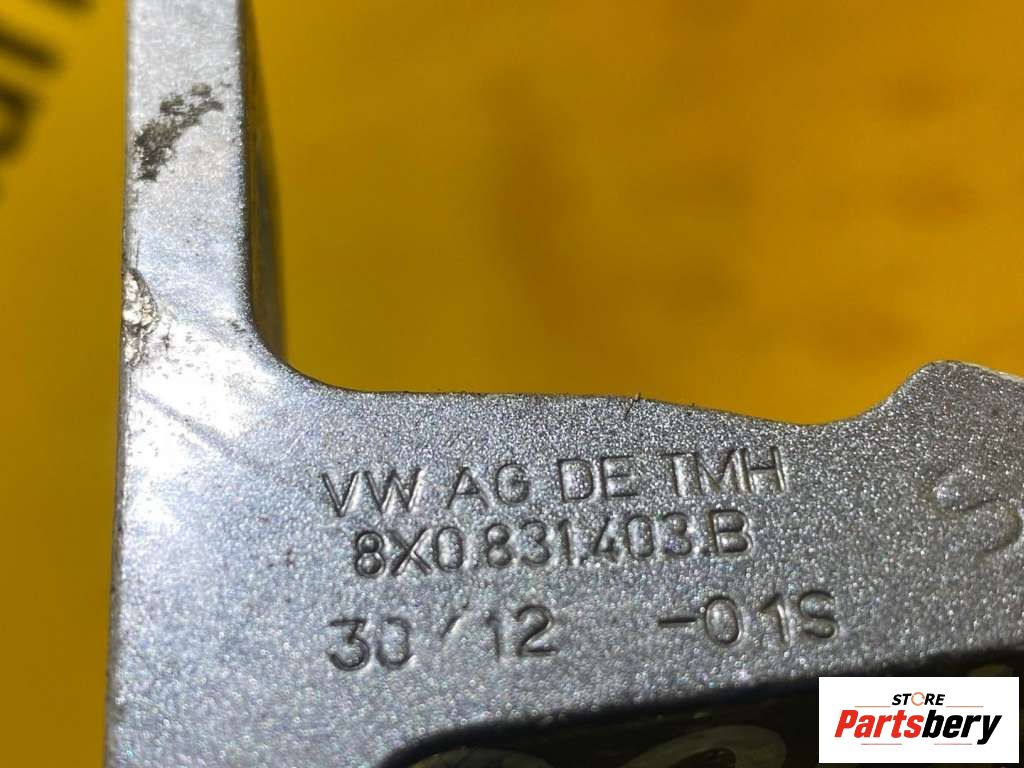 VW AG DE TMH
8X0.831.403.B
30/12 -01S
STORE
Partsbery